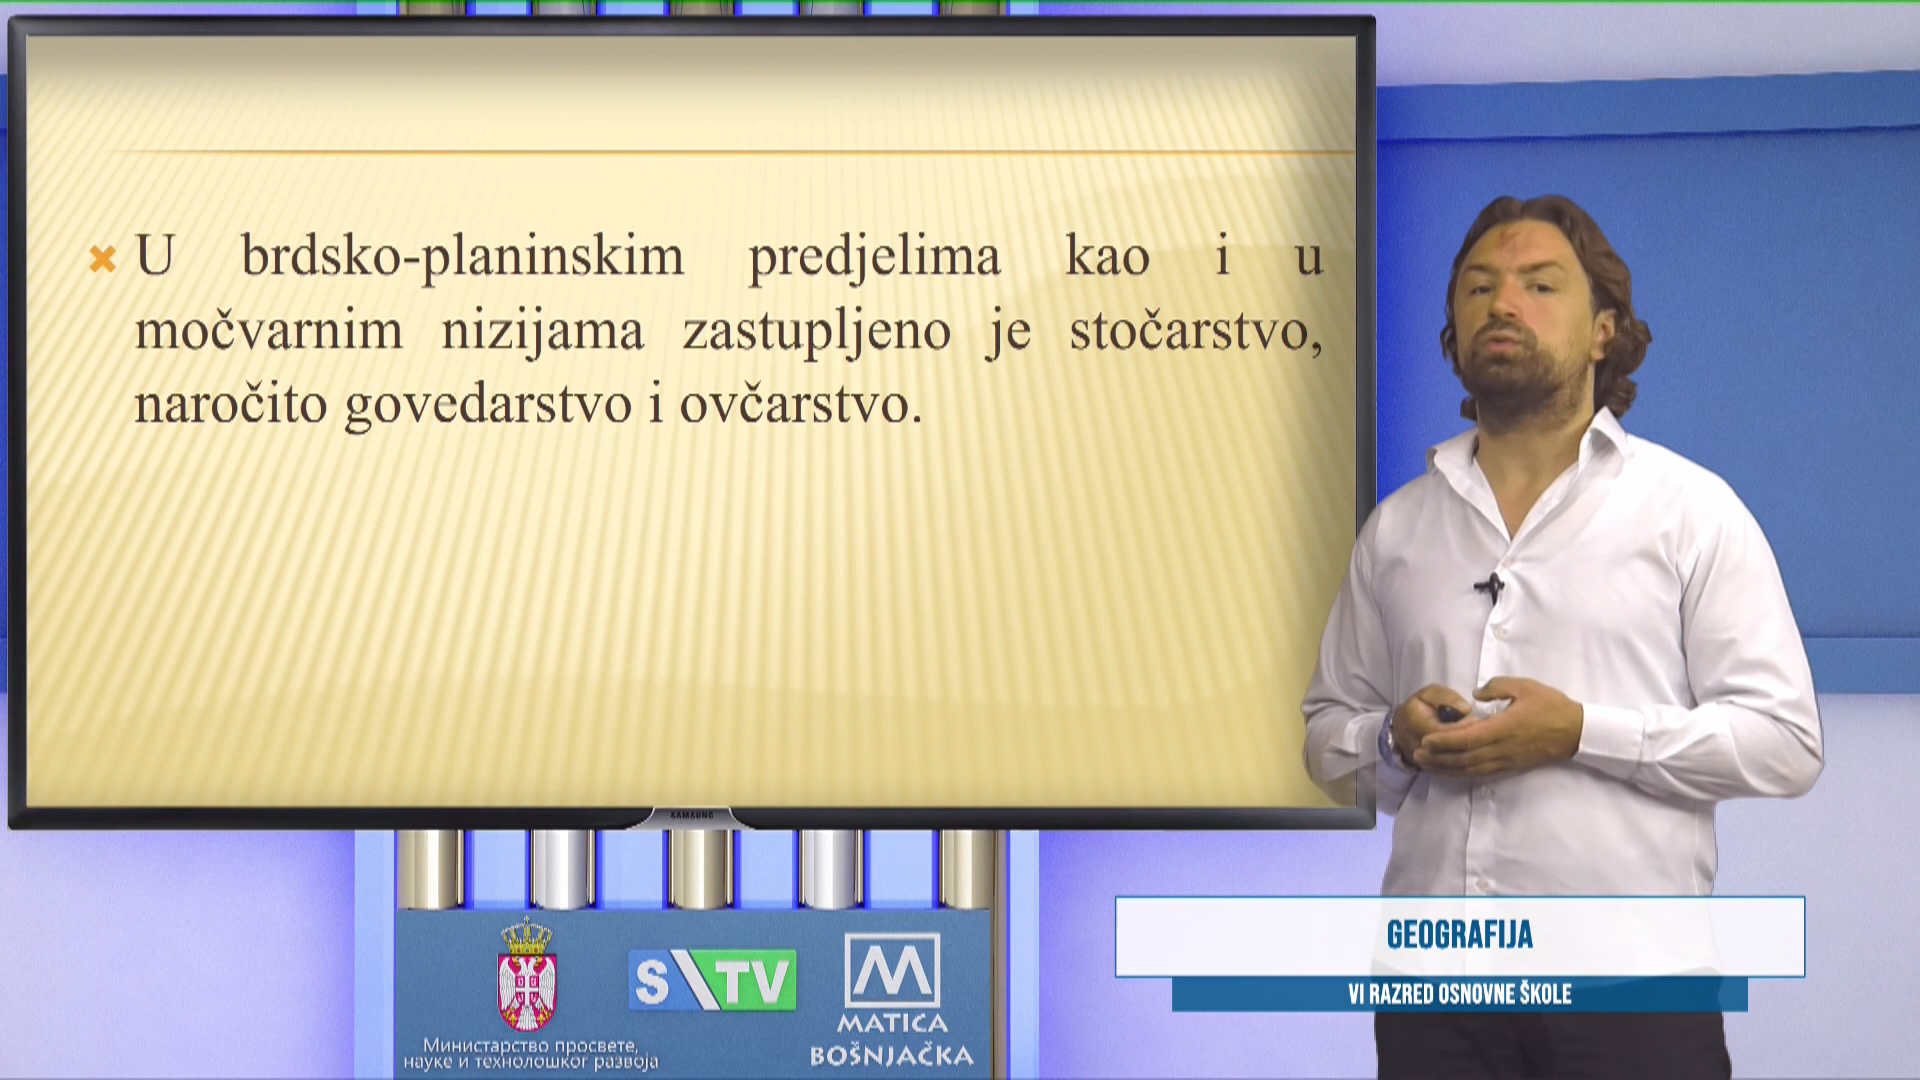 U brdsko-planinskim predjelima kao i u
močvarnim nizijama zastupljeno je stočarstvo,
naročito govedarstvo i ovčarstvo.
SAMSUNG
GEOGRAFIJA
VI RAZRED OSNOVNE ŠKOLE
S TV
MATICA
BOŠNJAČKA
Министарство просвете,
науке и технолошког развоја